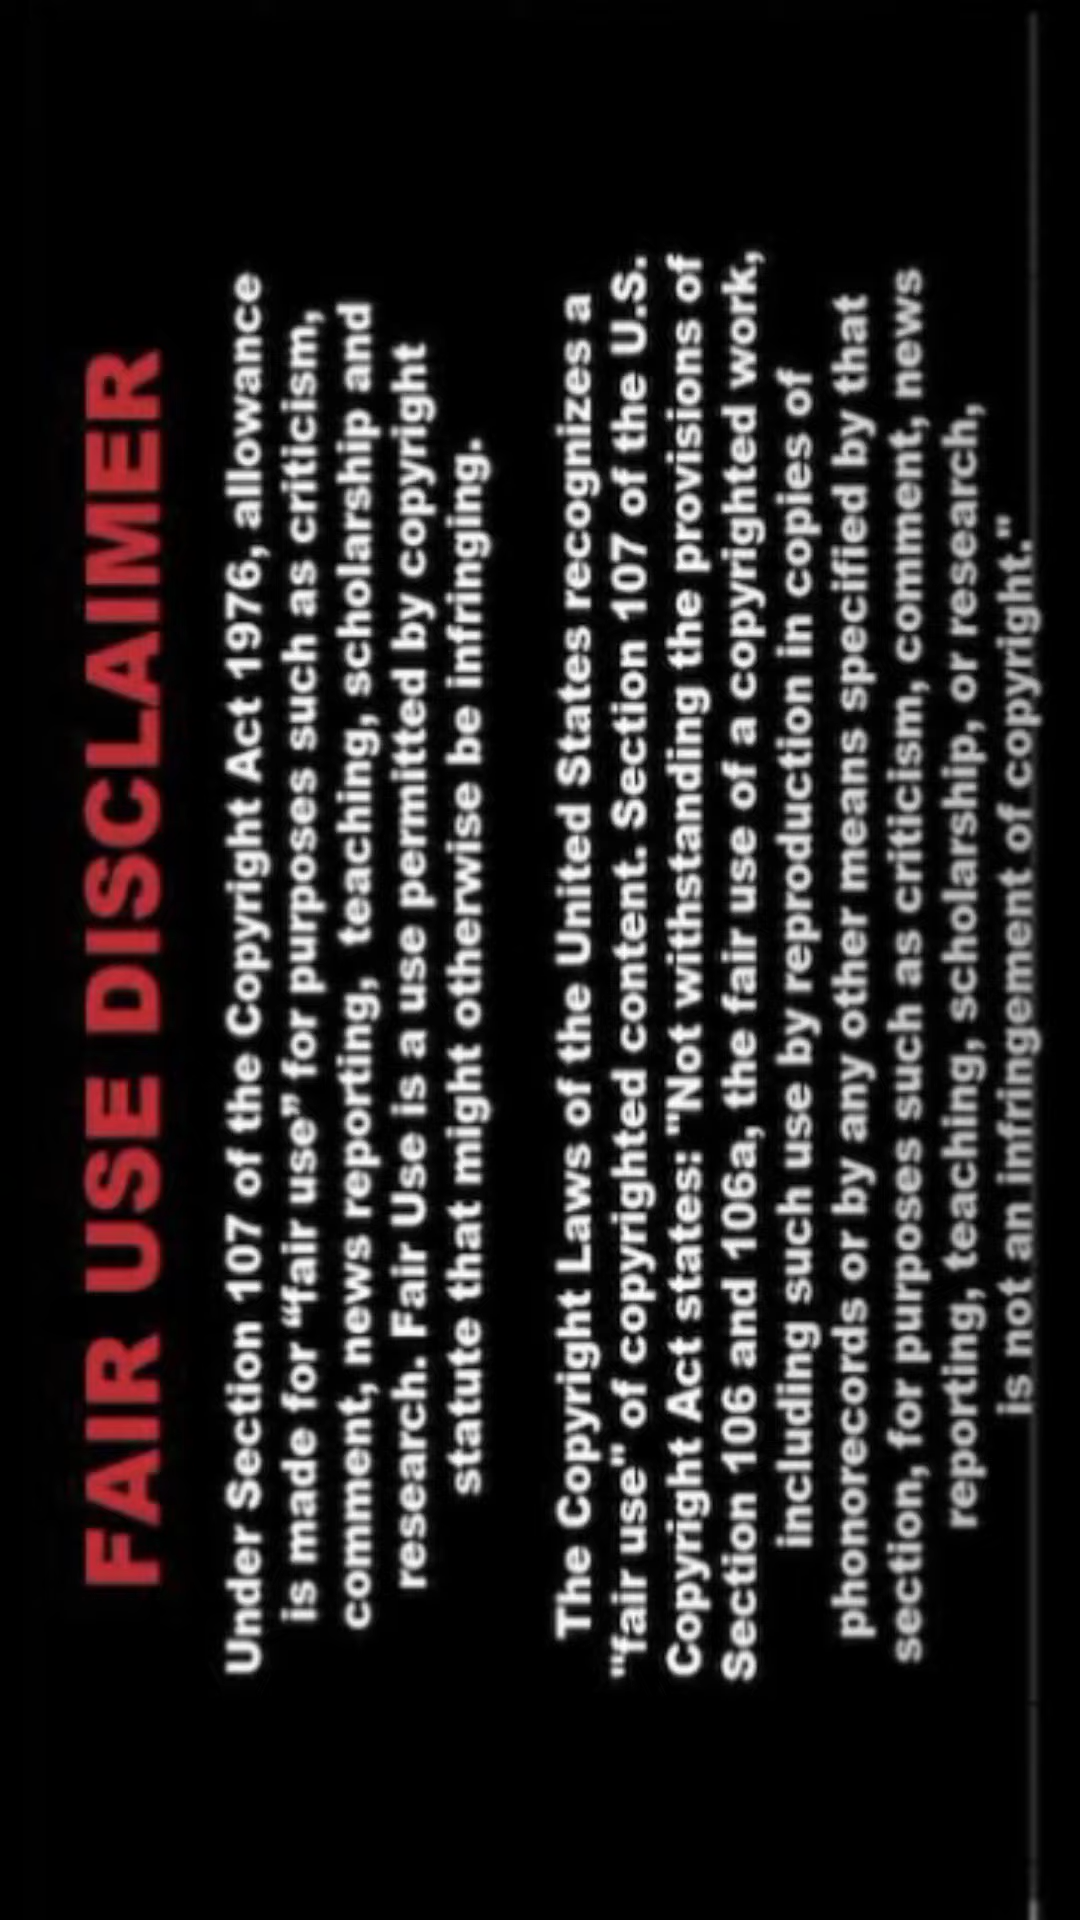 FAIR USE DISCLAIMER
Under Section 107 of the Copyright Act 1976, allowance
is made for “fair use” for purposes such as criticism,
comment, news reporting, teaching, scholarship and
research. Fair Use is a use permitted by copyright
statute that might otherwise be infringing.
The Copyright Laws of the United States recognizes a
"fair use" of copyrighted content. Section 107 of the U.S.
Copyright Act states: "Not withstanding the provisions of
Section 106 and 106a, the fair use of a copyrighted work,
including such use by reproduction in copies of
phonorecords or by any other means specified by that
section, for purposes such as criticism, comment, news
reporting, teaching, scholarship, or research,
is not an infringement of copyright."